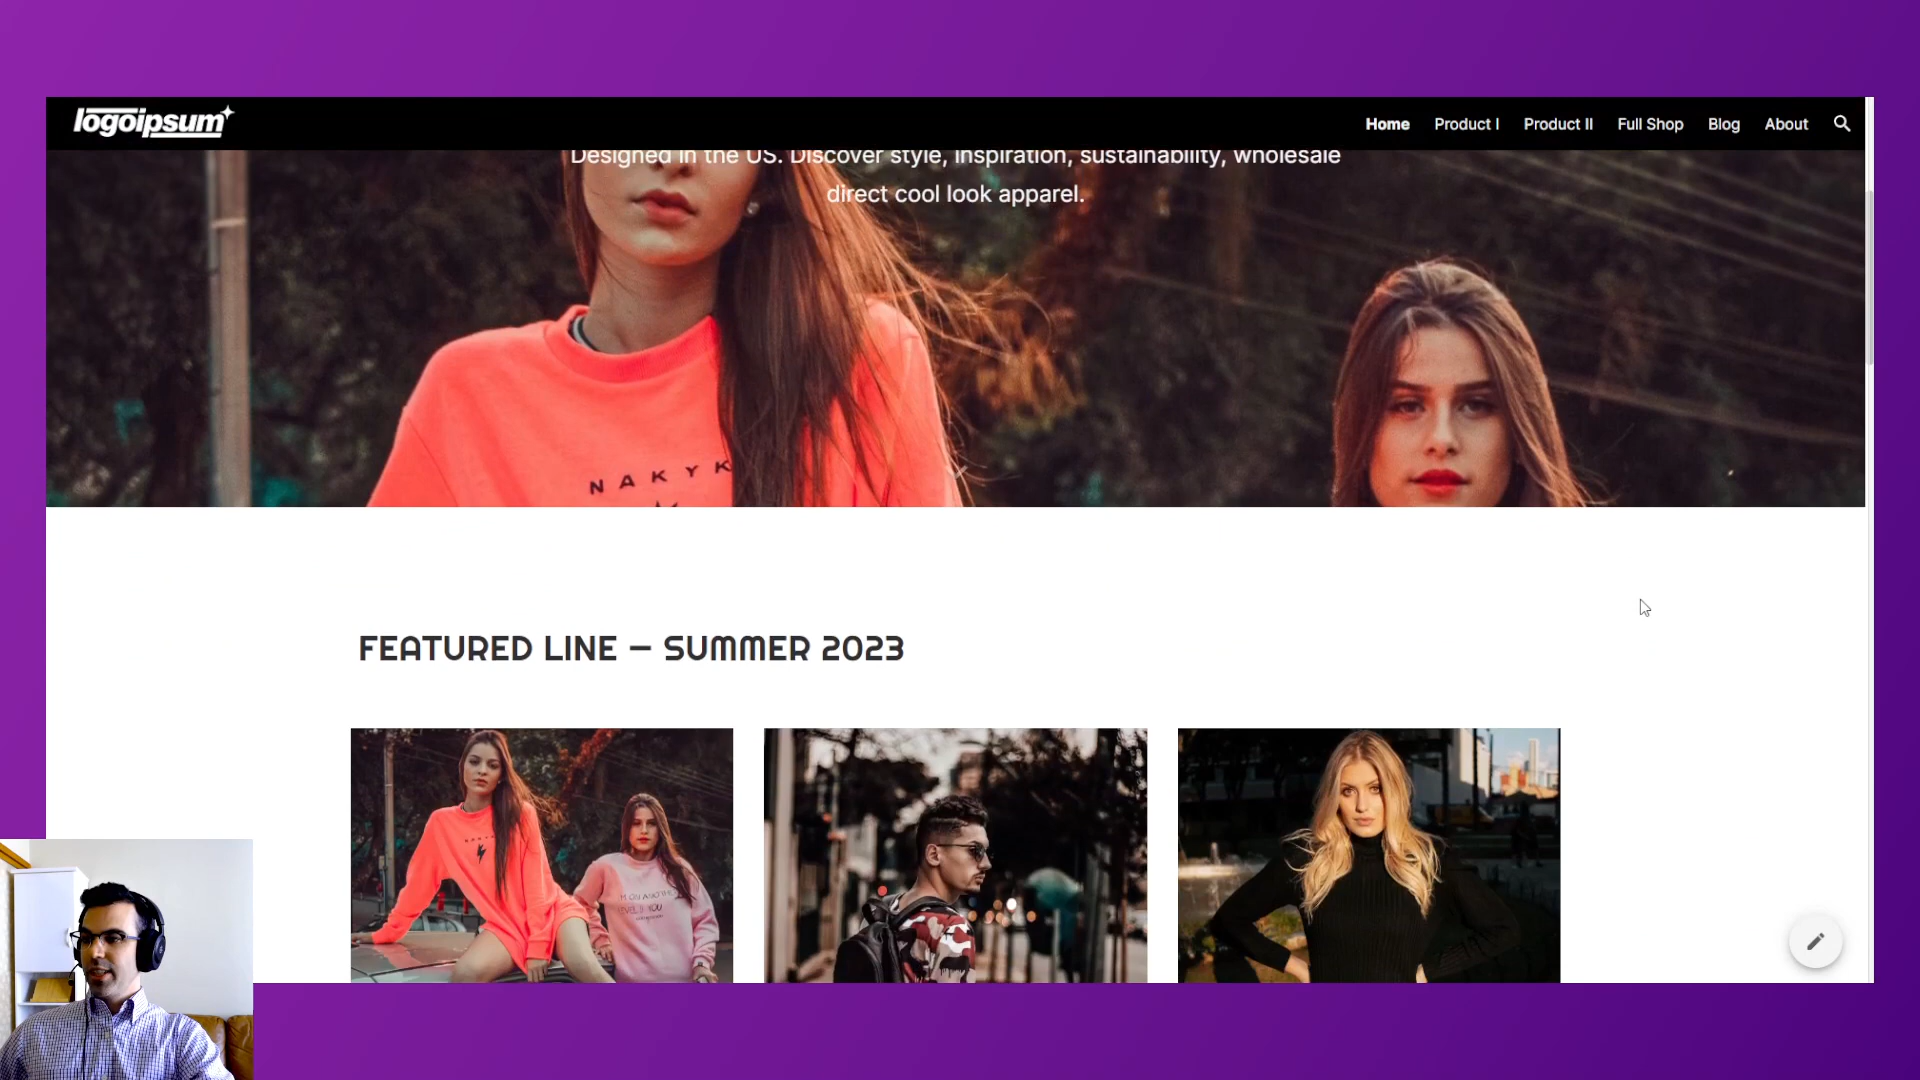 logoipsum
Home Product I Product II Full Shop Blog About
Designed in the US. Discover style, inspiration, sustainability, wholesale
direct cool look apparel.
NAKYK
FEATURED LINE – SUMMER 2023